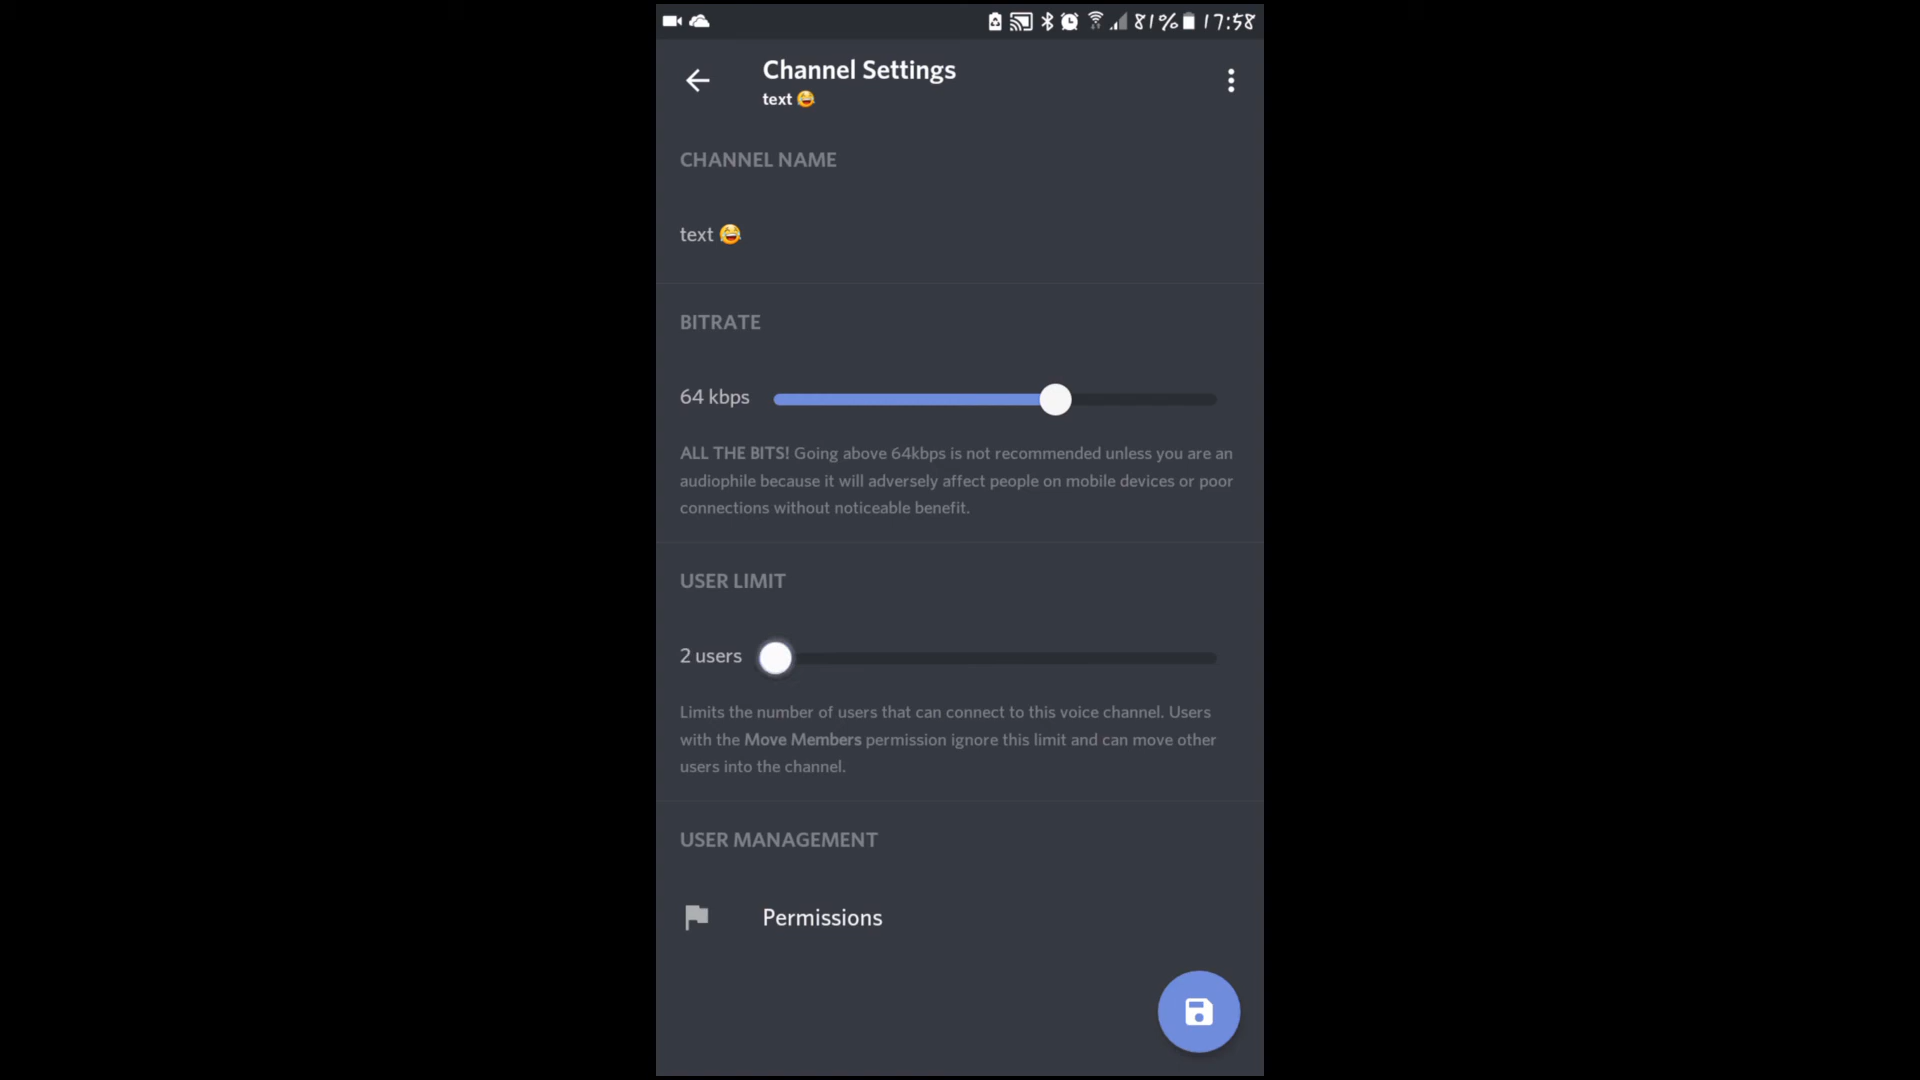 81% 17:58
Channel Settings
text 😂
CHANNEL NAME
text 😂
BITRATE
64 kbps
ALL THE BITS! Going above 64kbps is not recommended unless you are an
audiophile because it will adversely affect people on mobile devices or poor
connections without noticeable benefit.
USER LIMIT
2 users
Limits the number of users that can connect to this voice channel. Users
with the Move Members permission ignore this limit and can move other
users into the channel.
USER MANAGEMENT
Permissions